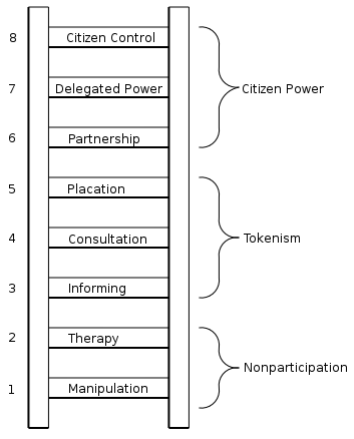 8 Citizen Control
7 Delegated Power
Citizen Power
6 Partnership
5 Placation
4 Consultation
Tokenism
3 Informing
2 Therapy
Nonparticipation
1 Manipulation